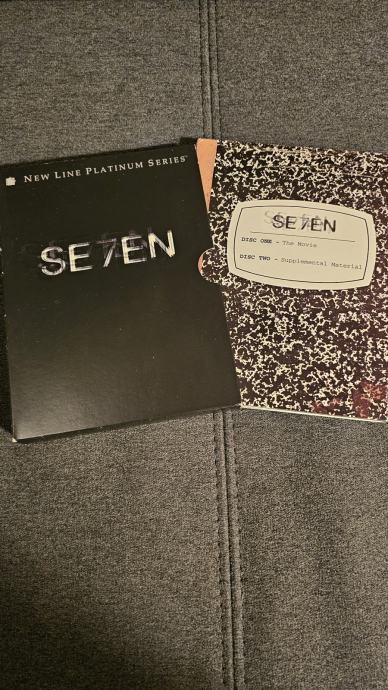 NEW LINE PLATINUM SERIES
SE7EN
SE7EN
DISC ONE - The Movie
DISC TWO - Supplemental Material